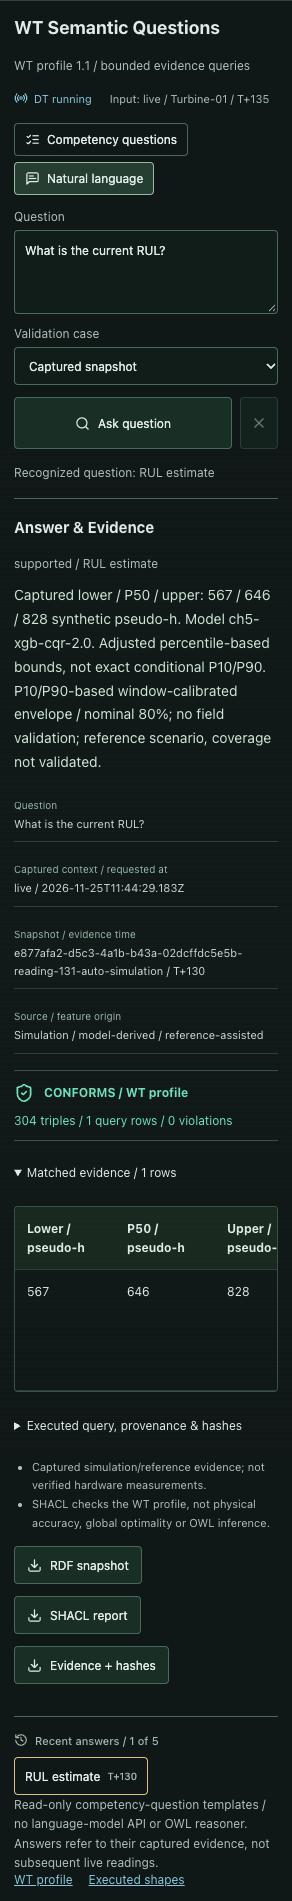 WT Semantic Questions
WT profile 1.1 / bounded evidence queries
DT running Input: live / Turbine-01 / T+135
Competency questions
Natural language
Question
What is the current RUL?
Validation case
Captured snapshot
Ask question
Recognized question: RUL estimate
Answer & Evidence
supported / RUL estimate
Captured lower / P50 / upper: 567 / 646
/ 828 synthetic pseudo-h. Model ch5-
xgb-cqr-2.0. Adjusted percentile-based
bounds, not exact conditional P10/P90.
P10/P90-based window-calibrated
envelope / nominal 80%; no field
validation; reference scenario, coverage
not validated.
Question
What is the current RUL?
Captured context / requested at
live / 2026-11-25T11:44:29.183Z
Snapshot / evidence time
e877afa2-d5c3-4a1b-b43a-02dcffdc5e5b-
reading-131-auto-simulation / T+130
Source / feature origin
Simulation / model-derived / reference-assisted
CONFORMS / WT profile
304 triples / 1 query rows / 0 violations
▼ Matched evidence / 1 rows
Lower / P50 / Upper /
pseudo-h pseudo-h pseudo-
567 646 828
▶ Executed query, provenance & hashes
• Captured simulation/reference evidence; not
verified hardware measurements.
• SHACL checks the WT profile, not physical
accuracy, global optimality or OWL inference.
RDF snapshot
SHACL report
Evidence + hashes
Recent answers / 1 of 5
RUL estimate T+130
Read-only competency-question templates /
no language-model API or OWL reasoner.
Answers refer to their captured evidence, not
subsequent live readings.
WT profile Executed shapes